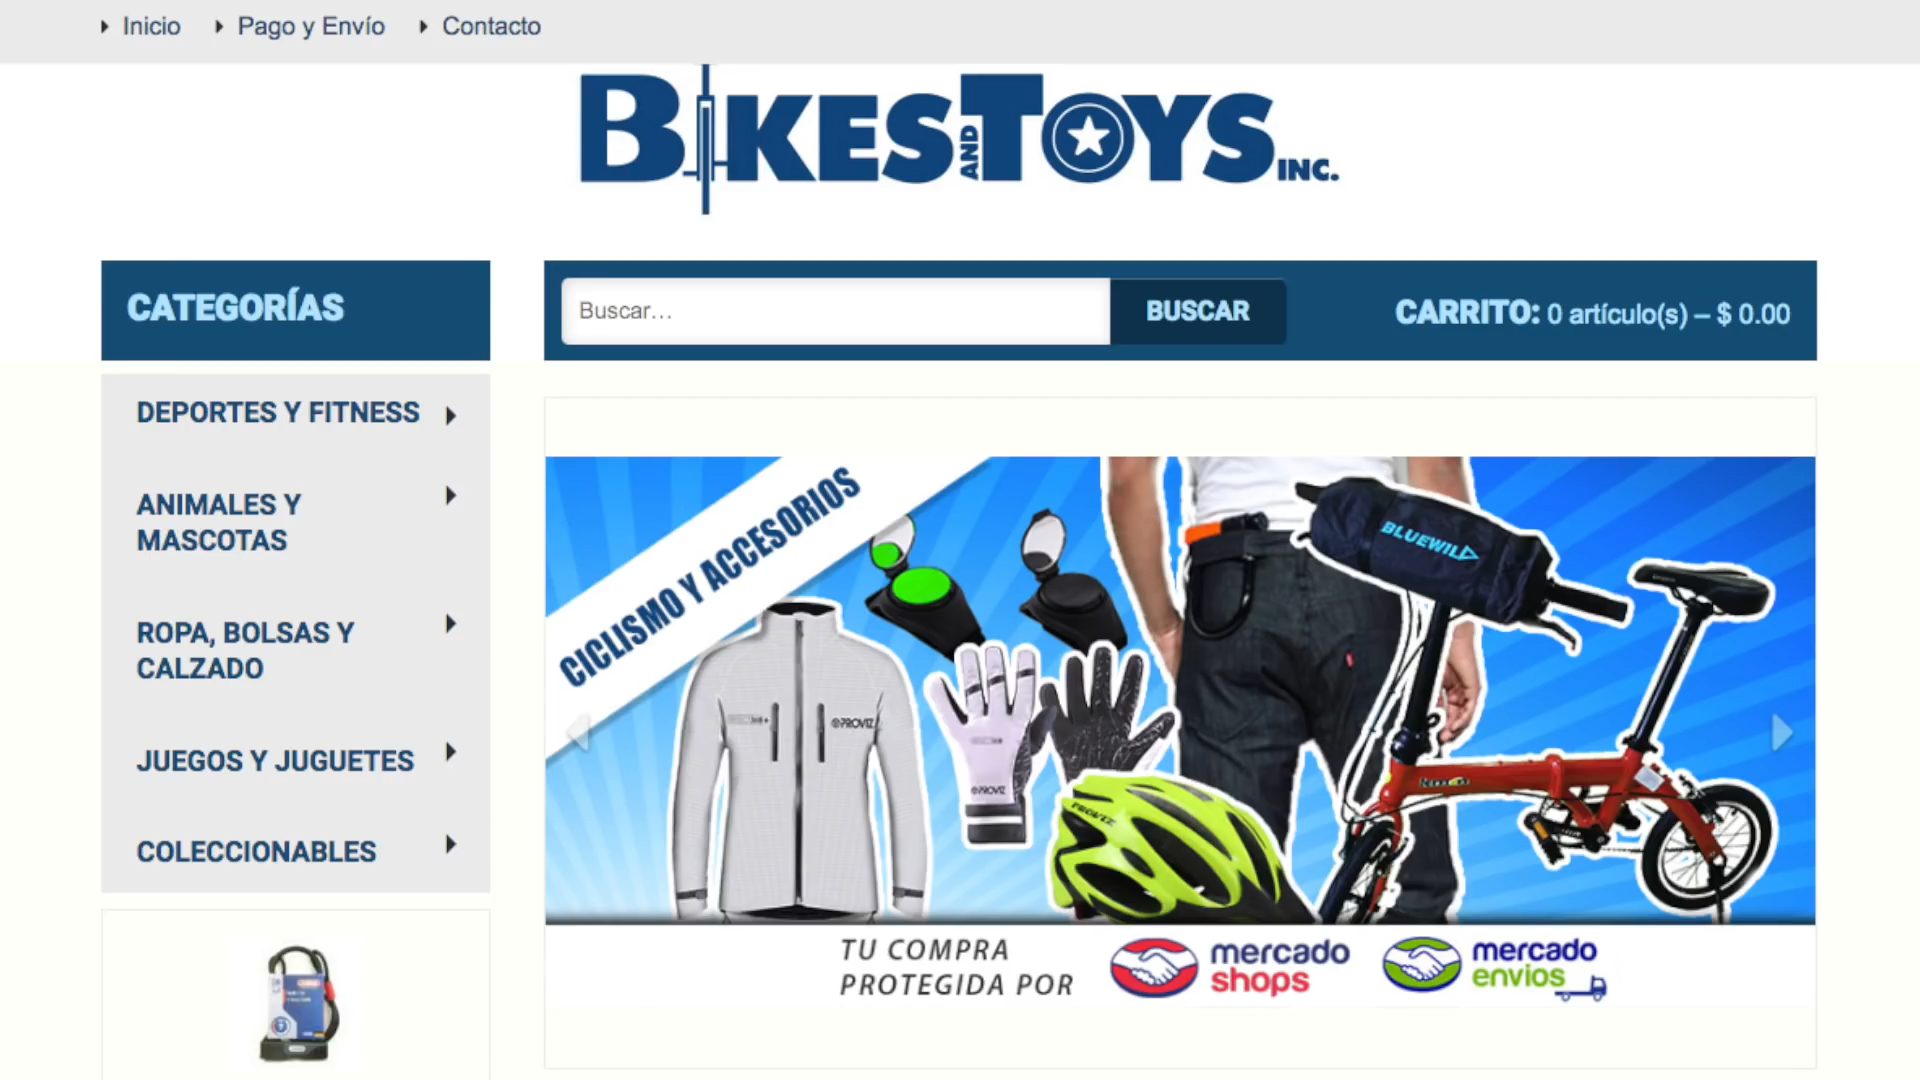 Inicio
Pago y Envío
Contacto
BIKES AND TOYS INC.
CATEGORÍAS
Buscar...
BUSCAR
CARRITO: 0 artículo(s) – $ 0.00
DEPORTES Y FITNESS
ANIMALES Y
MASCOTAS
ROPA, BOLSAS Y
CALZADO
JUEGOS Y JUGUETES
COLECCIONABLES
CICLISMO Y ACCESORIOS
BLUEWILD
PROVIZ
PROVIZ
PROVIZ
TU COMPRA
PROTEGIDA POR
mercado
shops
mercado
envios